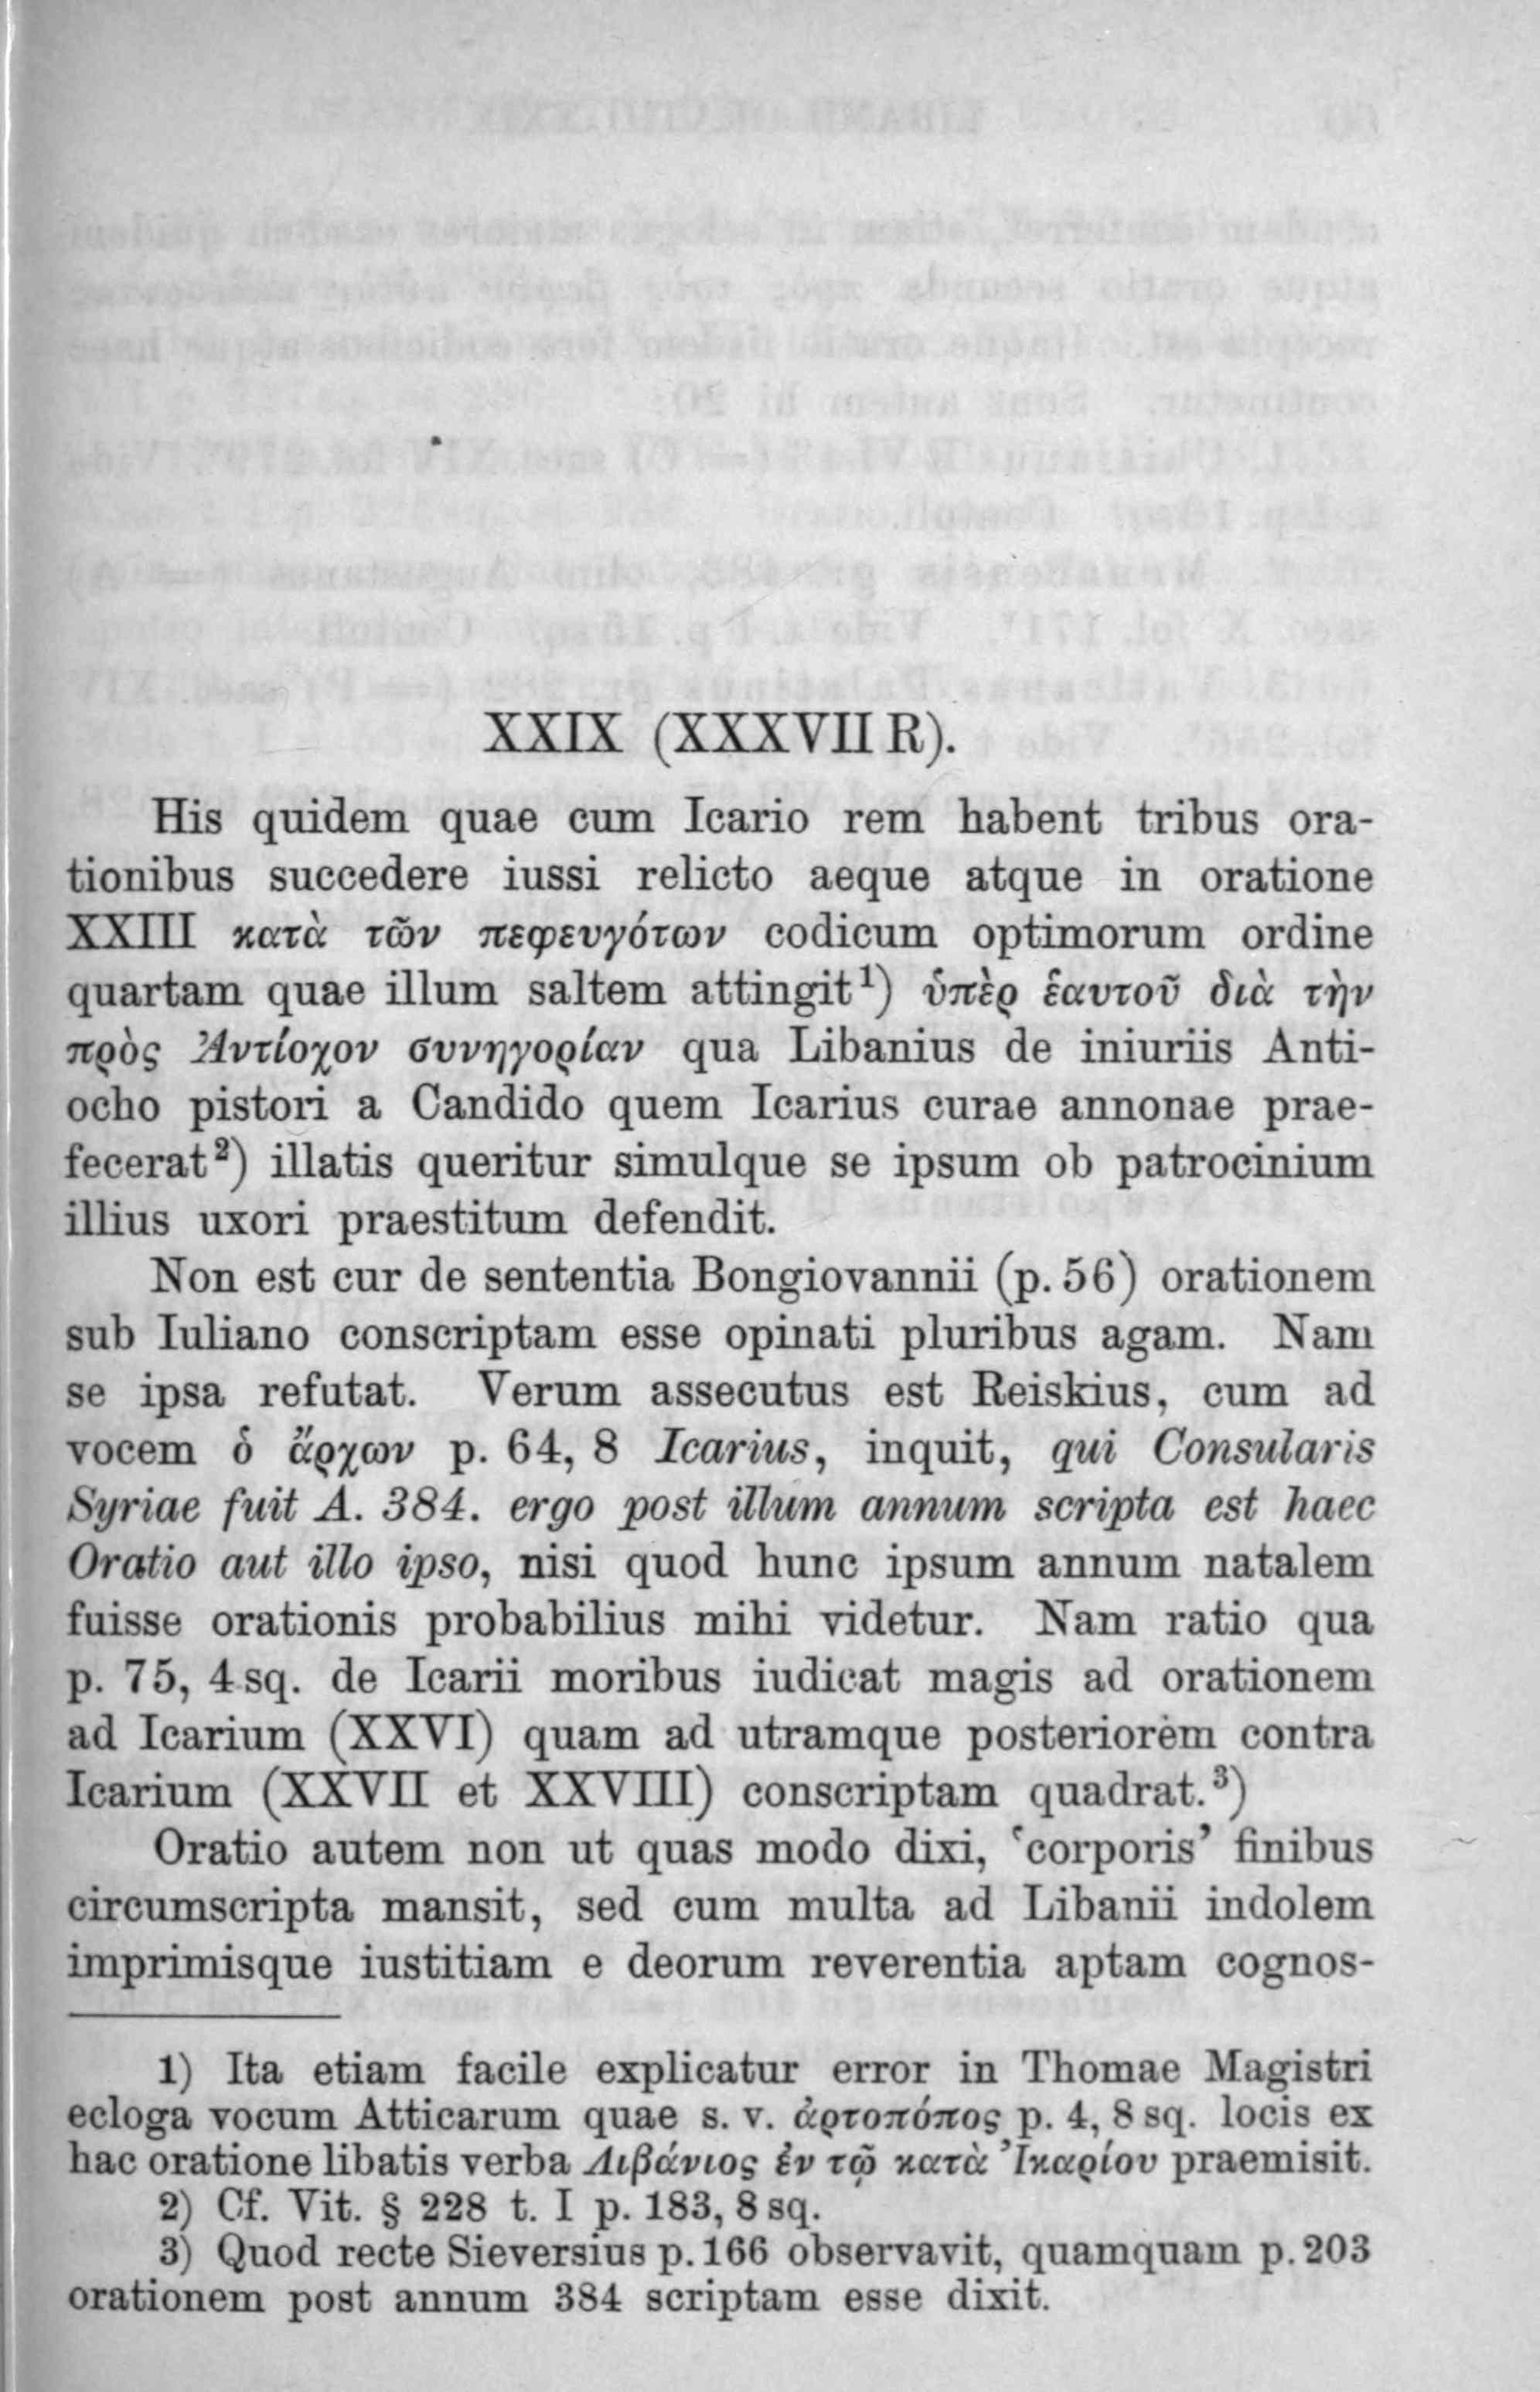 XXIX (XXXVII R).
His quidem quae cum Icario rem habent tribus ora-
tionibus succedere iussi relicto aeque atque in oratione
XXIII κατὰ τῶν πεφευγότων codicum optimorum ordine
quartam quae illum saltem attingit¹) ὑπὲρ ἑαυτοῦ διὰ τὴν
πρὸς Ἀντίοχον συνηγορίαν qua Libanius de iniuriis Anti-
ocho pistori a Candido quem Icarius curae annonae prae-
fecerat²) illatis queritur simulque se ipsum ob patrocinium
illius uxori praestitum defendit.
Non est cur de sententia Bongiovannii (p. 56) orationem
sub Iuliano conscriptam esse opinati pluribus agam. Nam
se ipsa refutat. Verum assecutus est Reiskius, cum ad
vocem ὁ ἄρχων p. 64, 8 Icarius, inquit, qui Consularis
Syriae fuit A. 384. ergo post illum annum scripta est haec
Oratio aut illo ipso, nisi quod hunc ipsum annum natalem
fuisse orationis probabilius mihi videtur. Nam ratio qua
p. 75, 4 sq. de Icarii moribus iudicat magis ad orationem
ad Icarium (XXVI) quam ad utramque posteriorem contra
Icarium (XXVII et XXVIII) conscriptam quadrat.³)
Oratio autem non ut quas modo dixi, ‘corporis’ finibus
circumscripta mansit, sed cum multa ad Libanii indolem
imprimisque iustitiam e deorum reverentia aptam cognos-
1) Ita etiam facile explicatur error in Thomae Magistri
ecloga vocum Atticarum quae s. v. ἀρτοπόπος p. 4, 8 sq. locis ex
hac oratione libatis verba Λιβάνιος ἐν τῷ κατὰ Ἰκαρίου praemisit.
2) Cf. Vit. § 228 t. I p. 183, 8 sq.
3) Quod recte Sieversius p. 166 observavit, quamquam p. 203
orationem post annum 384 scriptam esse dixit.